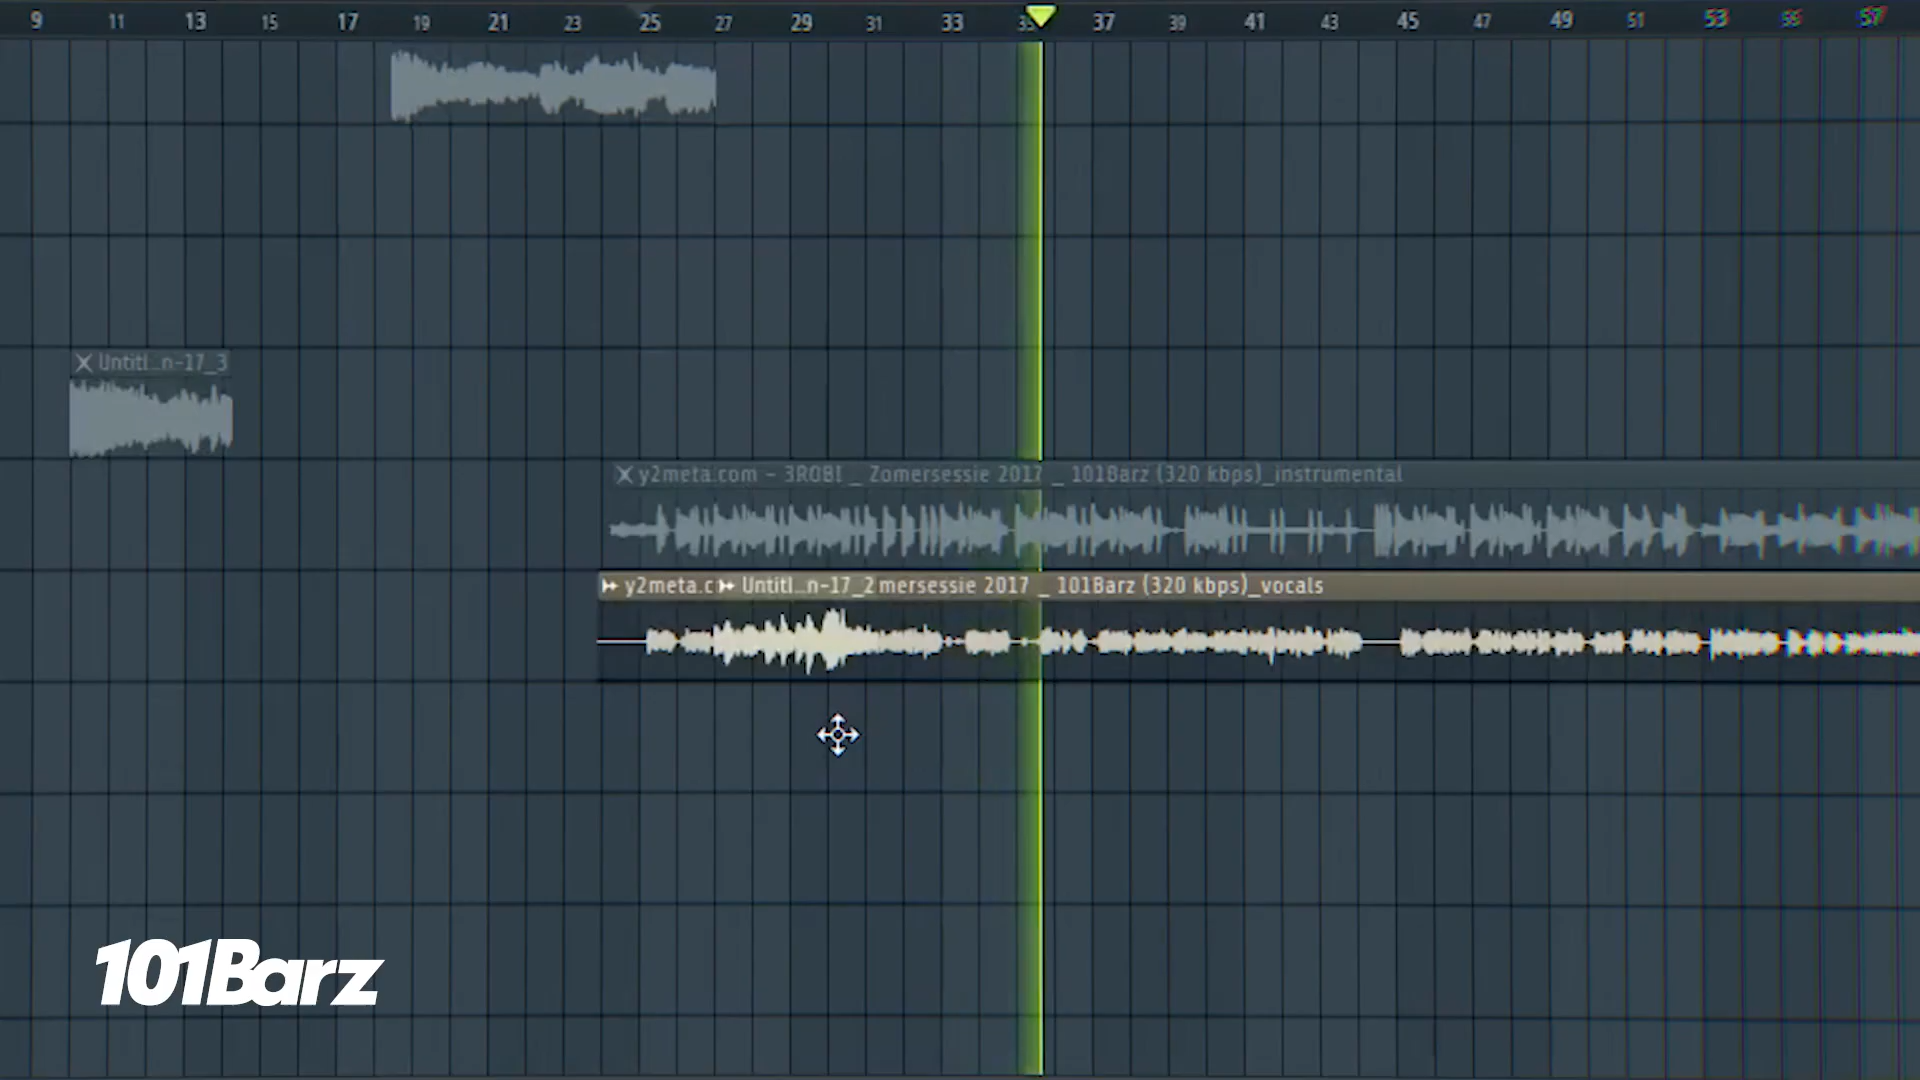 9 11 13 15 17 19 21 23 25 27 29 31 33 35 37 39 41 43 45 47 49 51 53 55 57
Untitl...n-17_3
y2meta.com - 3ROBI _ Zomersessie 2017 _ 101Barz (320 kbps)_instrumental
y2meta.c Untitl...n-17_2 mersessie 2017 _ 101Barz (320 kbps)_vocals
101Barz